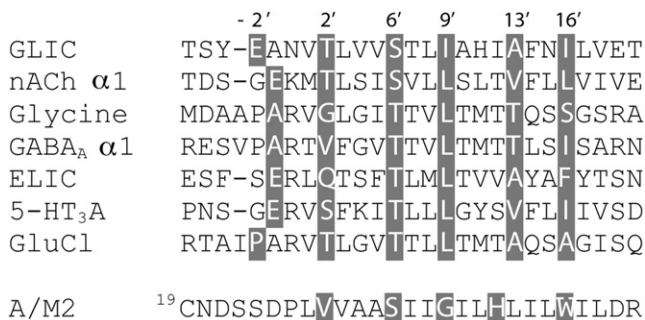 - 2′ 2′ 6′ 9′ 13′ 16′
GLIC TSY-EANVTLVVSTLIAHIAFNILVET
nACh α1 TDS-GEKMTLSISVLLSLTVFLLVIVE
Glycine MDAAPARVGLGITTVLTMTTQSSGSRA
GABAA α1 RESVPARTVFGVTTVLTMTTLSISARN
ELIC ESF-SERLQTSFTLMLTVVAYAFYTSN
5-HT3A PNS-GERVSFKITLLLGYSVFLIIVSD
GluCl RTAIPARVTLGVTTLLTMTAQSAGISQ
A/M2 19CNDSSDPLVVAASIIGILHLILWILDR